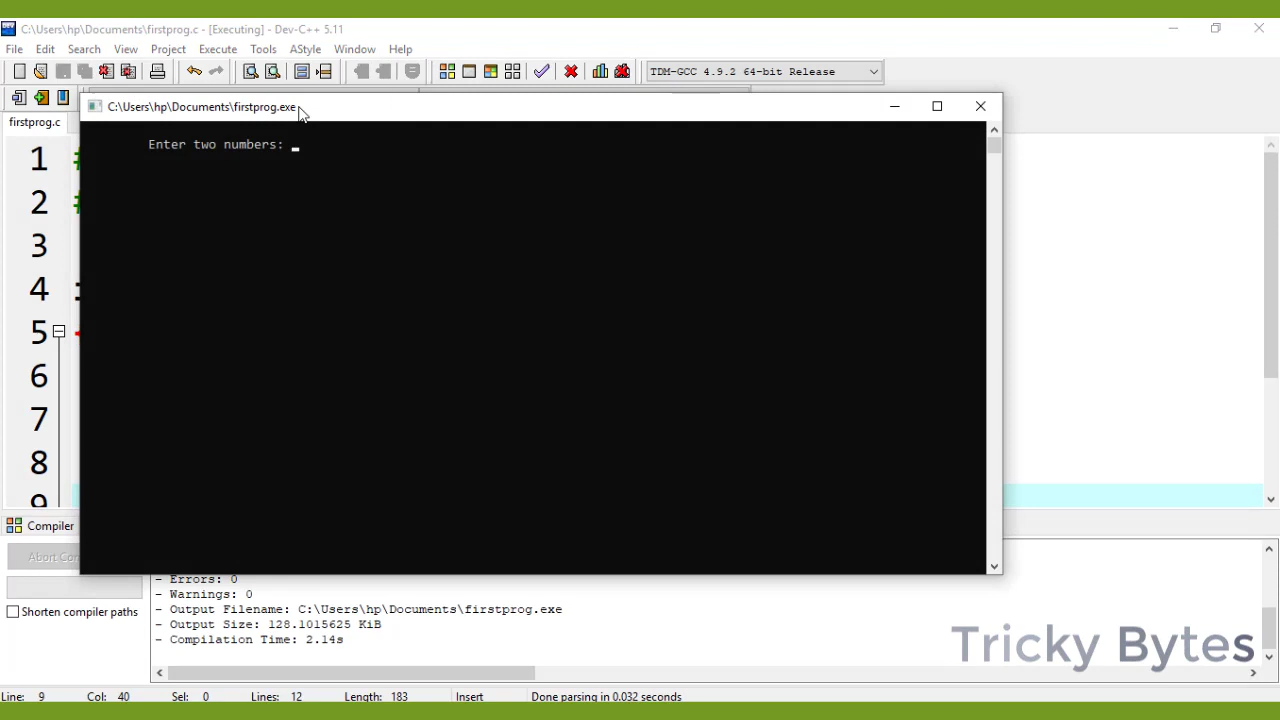 C:\Users\hp\Documents\firstprog.c - [Executing] - Dev-C++ 5.11
File Edit Search View Project Execute Tools AStyle Window Help
TDM-GCC 4.9.2 64-bit Release
C:\Users\hp\Documents\firstprog.exe
firstprog.c
Enter two numbers:
1
2
3
4
5
6
7
8
9
Compiler
Abort Co
- Errors: 0
- Warnings: 0
- Output Filename: C:\Users\hp\Documents\firstprog.exe
- Output Size: 128.1015625 KiB
- Compilation Time: 2.14s
Shorten compiler paths
Tricky Bytes
Line: 9 Col: 40 Sel: 0 Lines: 12 Length: 183 Insert Done parsing in 0.032 seconds